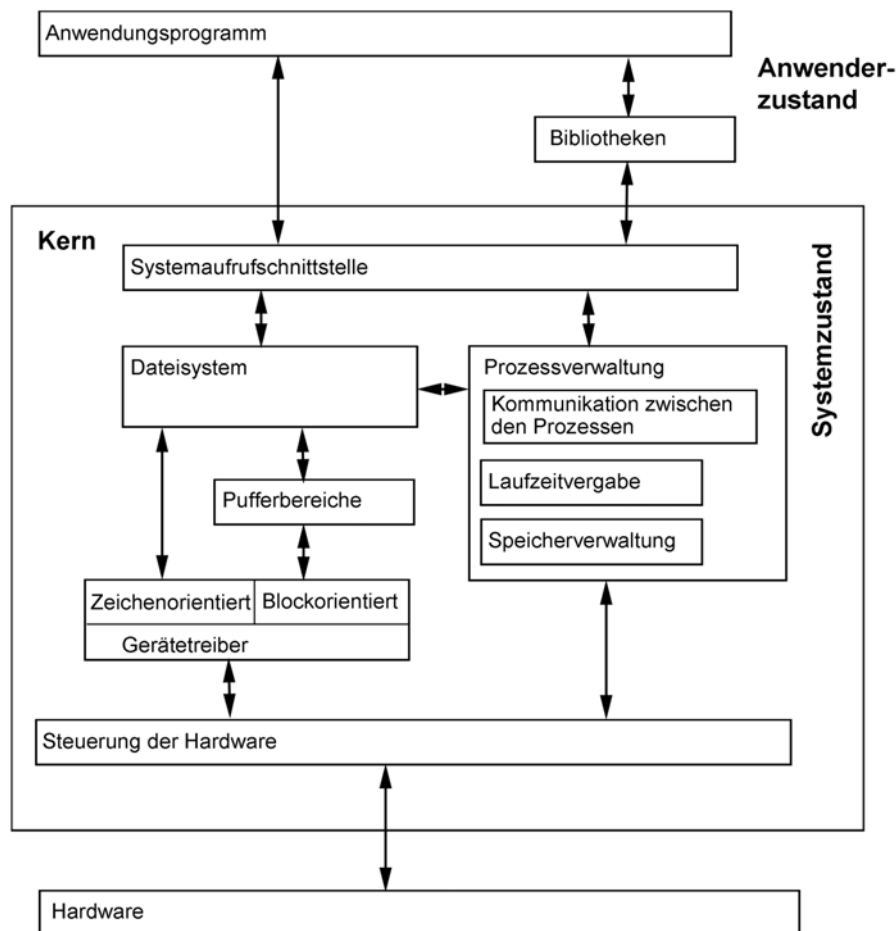 Anwendungsprogramm
Anwender-
zustand
Bibliotheken
Kern
Systemzustand
Systemaufrufschnittstelle
Dateisystem
Prozessverwaltung
Kommunikation zwischen
den Prozessen
Laufzeitvergabe
Speicherverwaltung
Pufferbereiche
Zeichenorientiert
Blockorientiert
Gerätetreiber
Steuerung der Hardware
Hardware